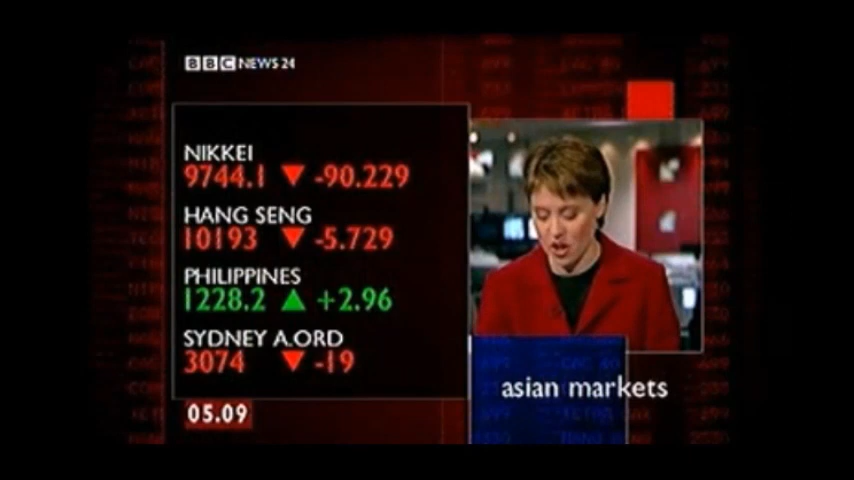 BBC NEWS 24
NIKKEI
9744.1 ▼ -90.229
HANG SENG
10193 ▼ -5.729
PHILIPPINES
1228.2 ▲ +2.96
SYDNEY A.ORD
3074 ▼ -19
05.09
asian markets